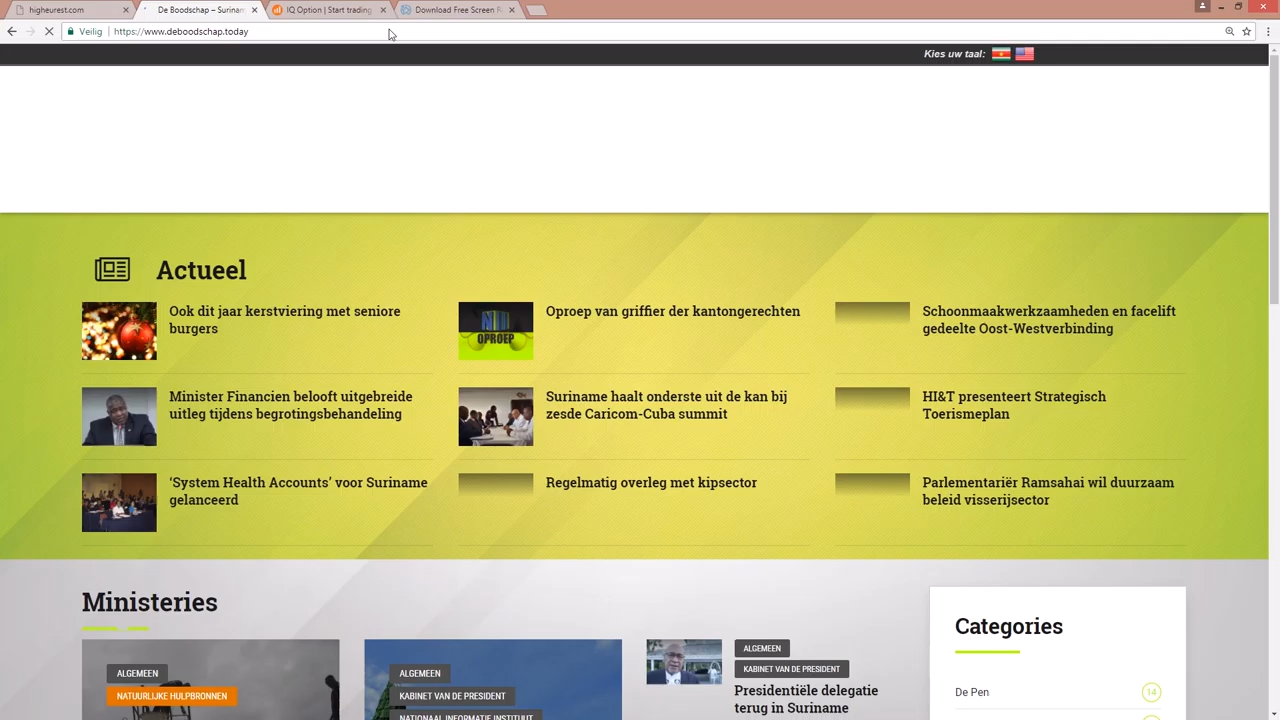 higheurest.com
De Boodschap – Surinam
IQ Option | Start trading
Download Free Screen R
Veilig
https://www.deboodschap.today
Kies uw taal:
Actueel
Ook dit jaar kerstviering met seniore
burgers
Oproep van griffier der kantongerechten
Schoonmaakwerkzaamheden en facelift
gedeelte Oost-Westverbinding
OPROEP
Minister Financien belooft uitgebreide
uitleg tijdens begrotingsbehandeling
Suriname haalt onderste uit de kan bij
zesde Caricom-Cuba summit
HI&T presenteert Strategisch
Toerismeplan
‘System Health Accounts’ voor Suriname
gelanceerd
Regelmatig overleg met kipsector
Parlementariër Ramsahai wil duurzaam
beleid visserijsector
Ministeries
ALGEMEEN
NATUURLIJKE HULPBRONNEN
ALGEMEEN
KABINET VAN DE PRESIDENT
NATIONAAL INFORMATIE INSTITUUT
ALGEMEEN
KABINET VAN DE PRESIDENT
Presidentiële delegatie
terug in Suriname
Categories
De Pen
14